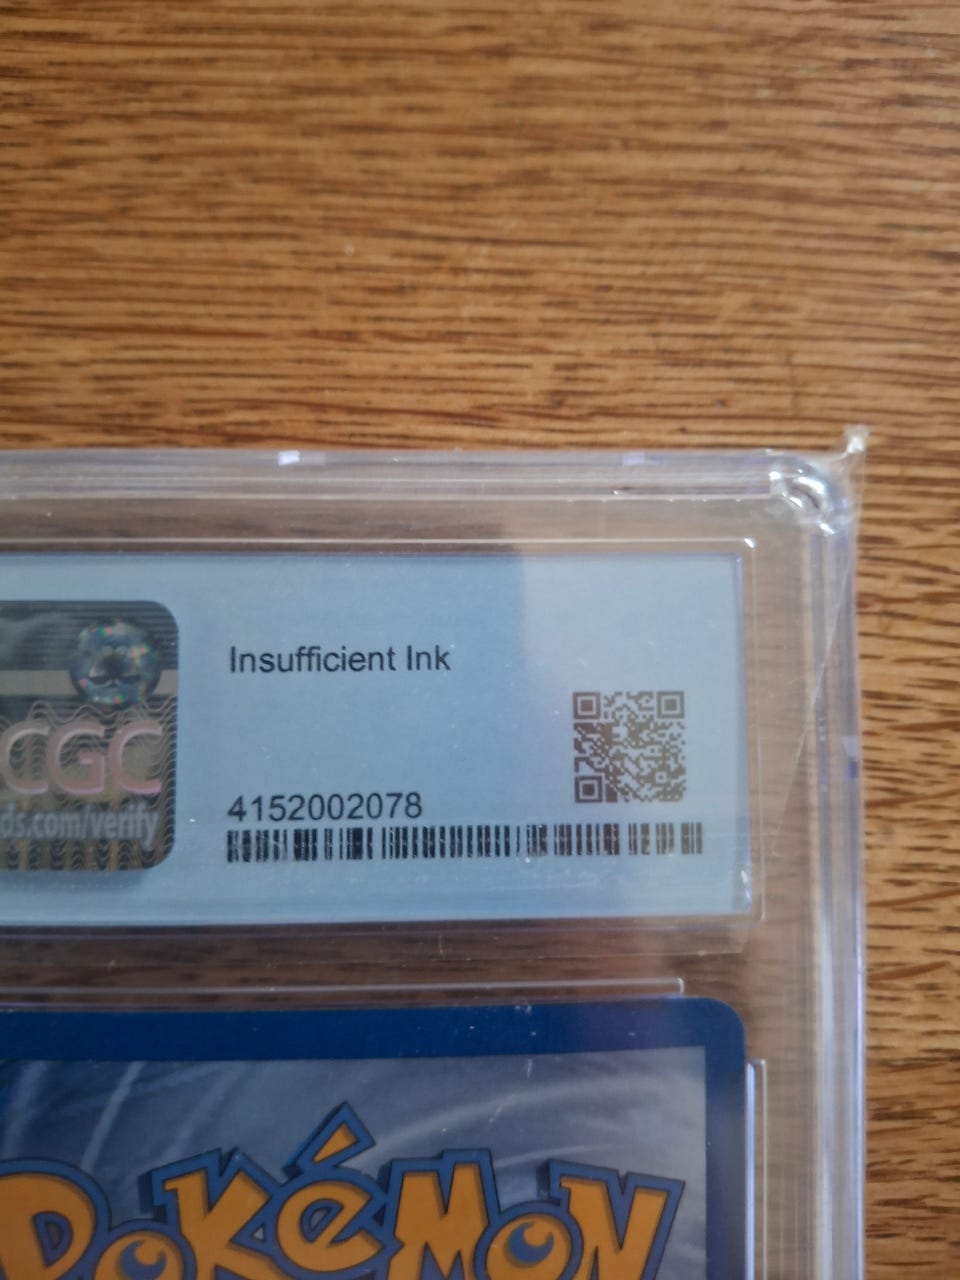 Insufficient Ink
CGC
ds.com/verify
4152002078
POKéMON